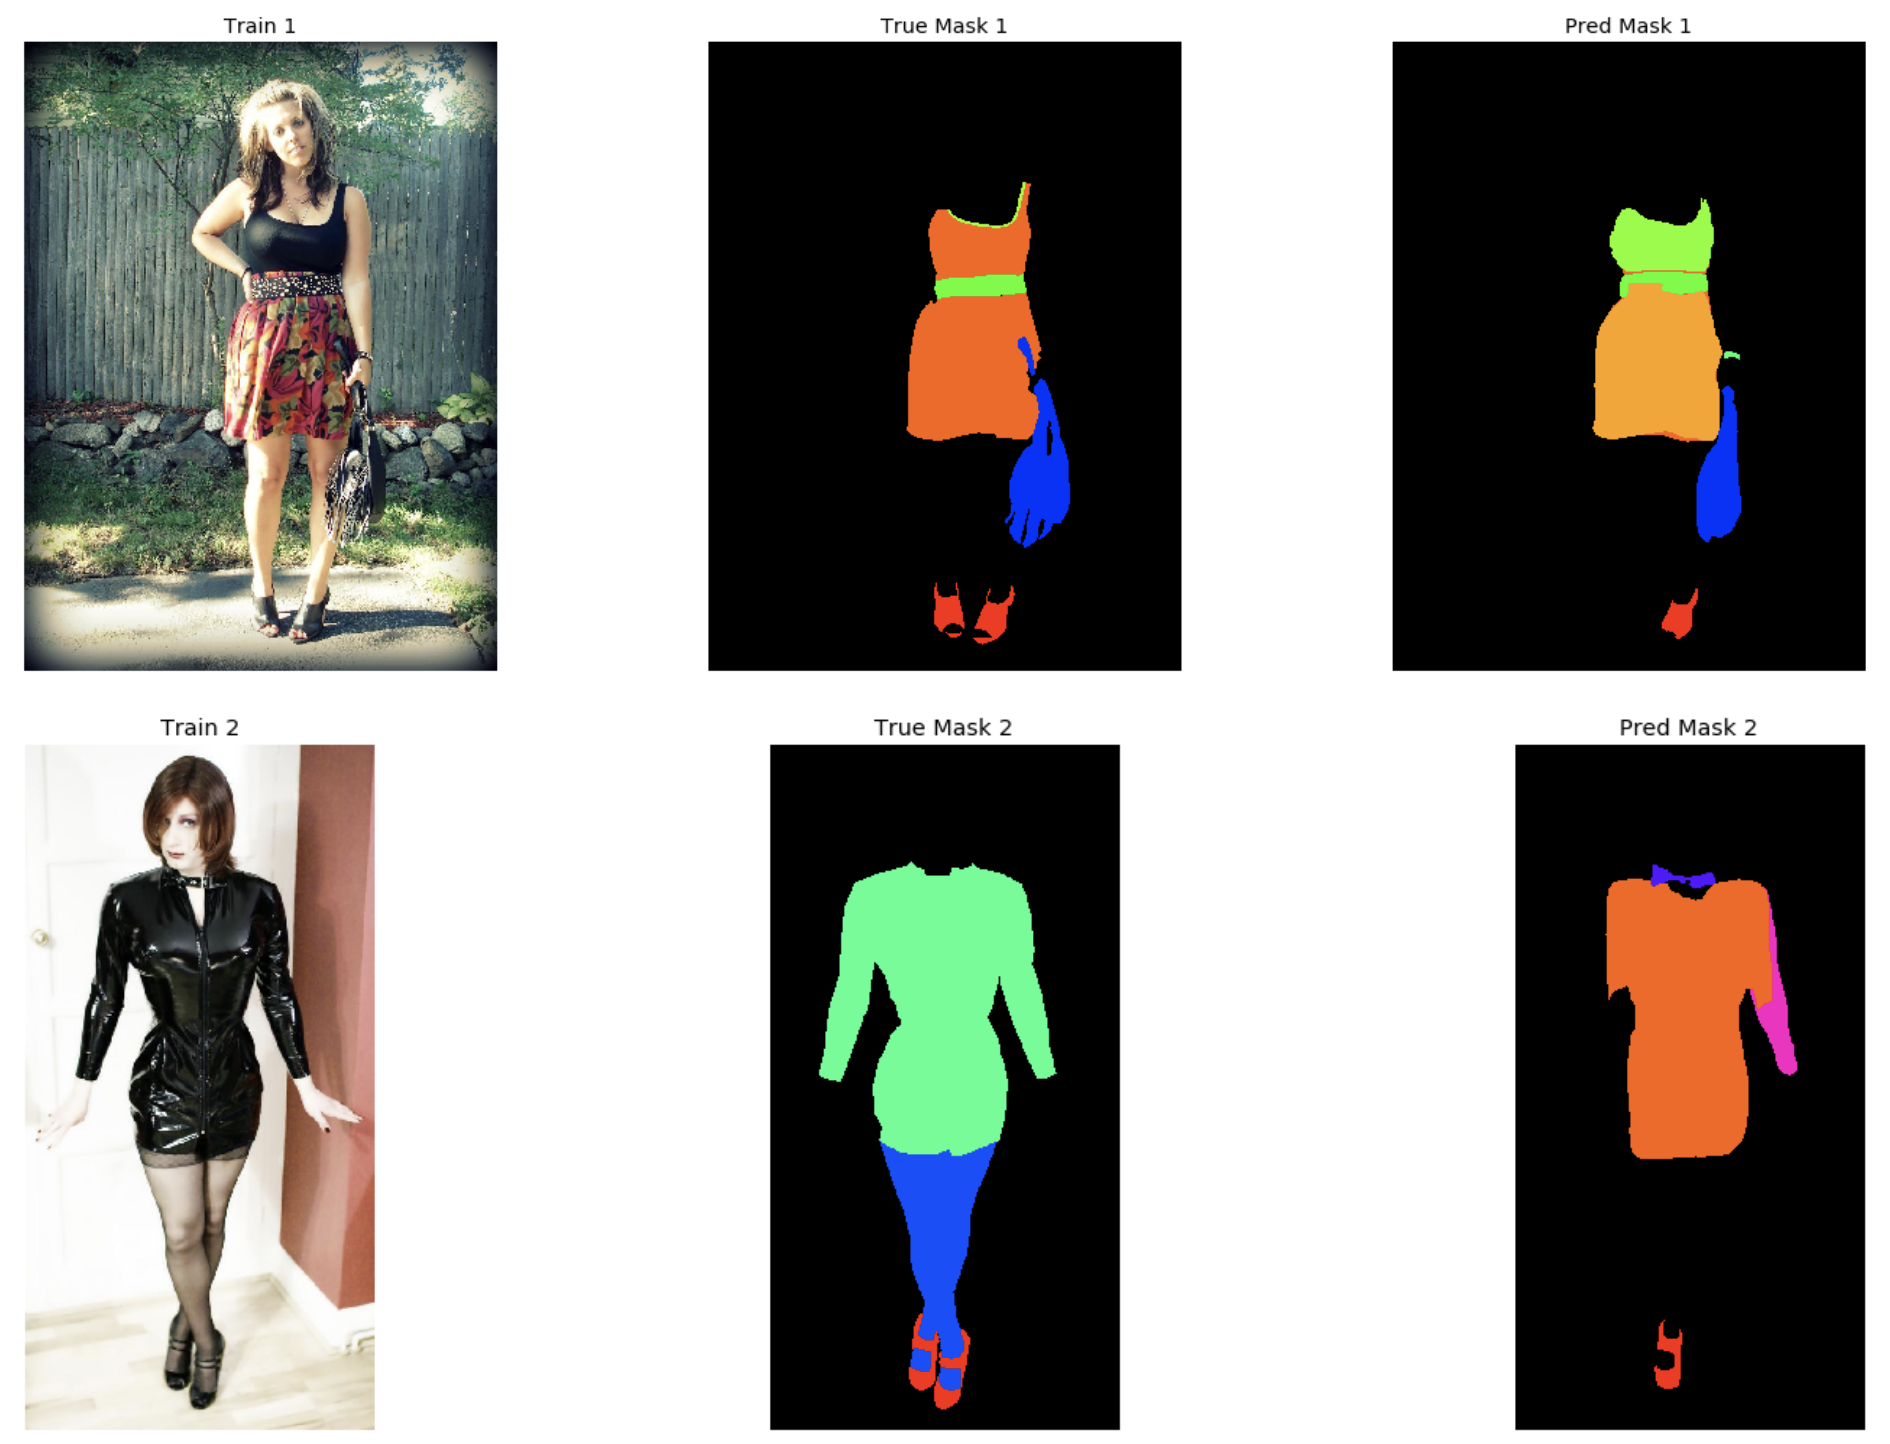 Train 1
True Mask 1
Pred Mask 1
Train 2
True Mask 2
Pred Mask 2